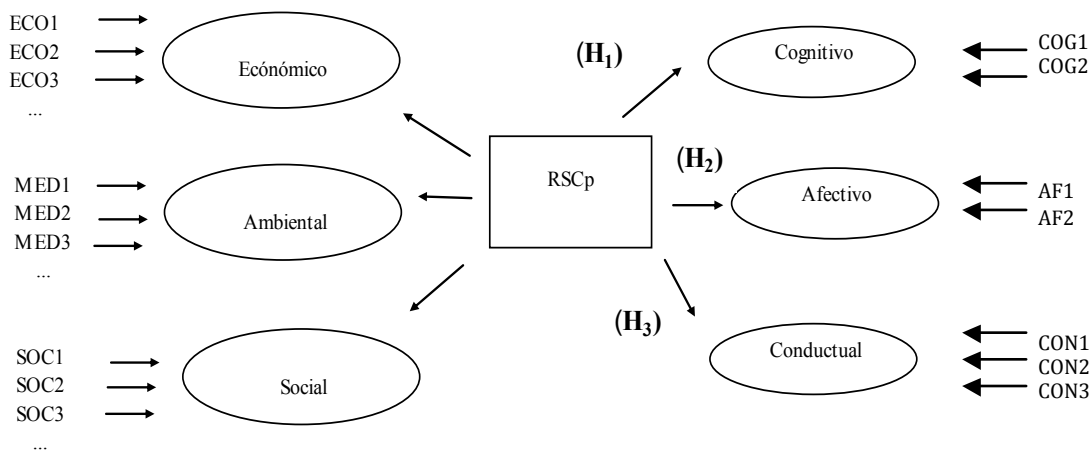 ECO1
ECO2
ECO3
...
Ecónómico
MED1
MED2
MED3
...
Ambiental
SOC1
SOC2
SOC3
...
Social
RSCp
(H₁)
Cognitivo
COG1
COG2
(H₂)
Afectivo
AF1
AF2
(H₃)
Conductual
CON1
CON2
CON3